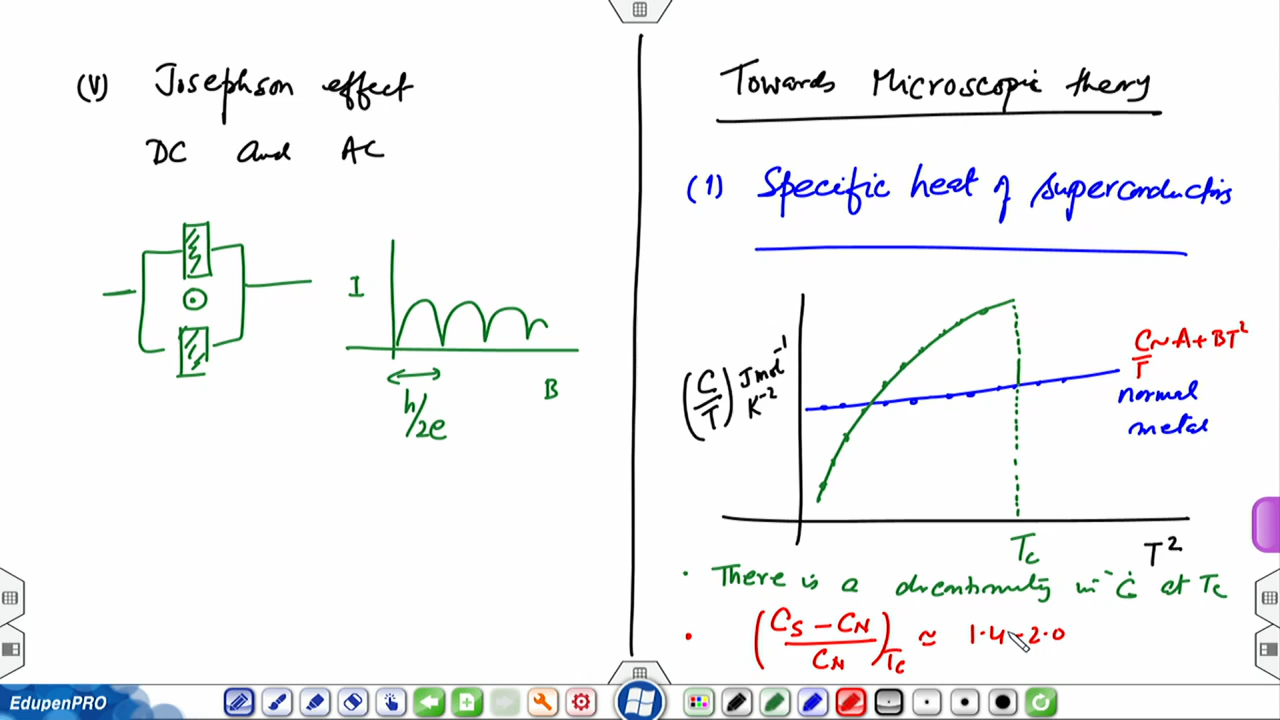 (V) Josephson effect
DC and AC
I
B
h/2e
Towards Microscopic theory
(1) Specific heat of superconductors
(C/T) Jmol⁻¹ K⁻²
C/T ~ A + BT²
normal
metal
Tc
T²
• There is a discontinuity in C at Tc
• (CS - CN / CN)Tc ≈ 1.4 - 2.0
EdupenPRO